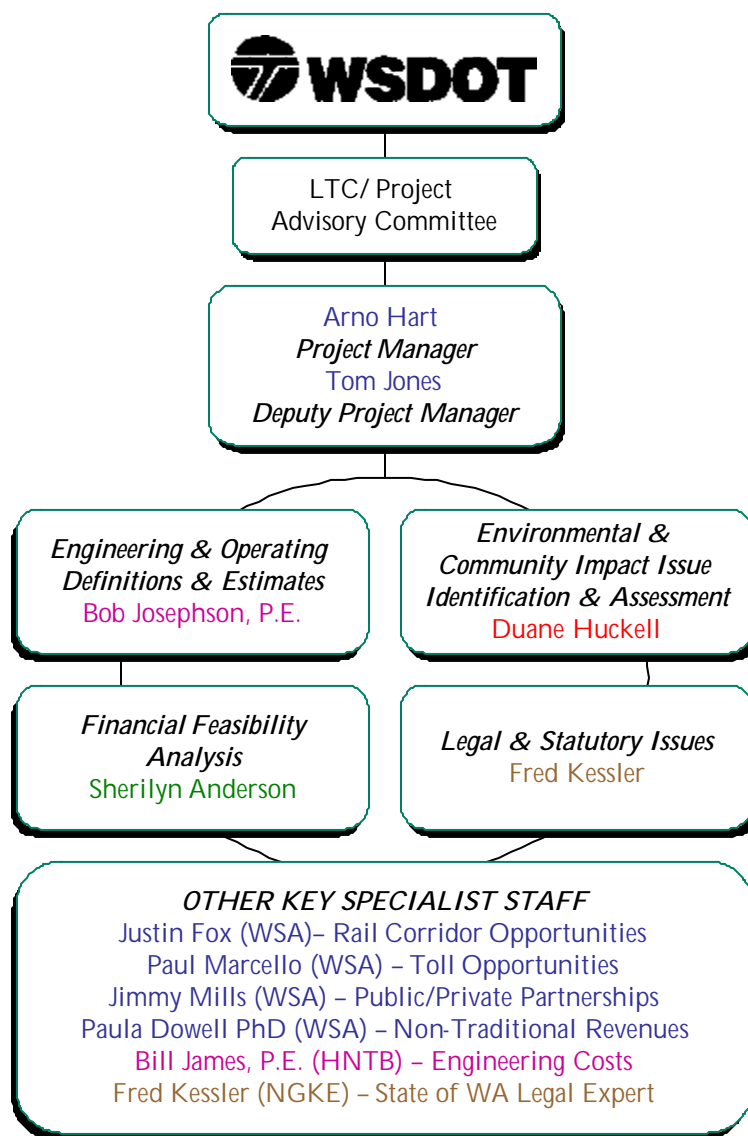 WSDOT
LTC/ Project
Advisory Committee
Arno Hart
Project Manager
Tom Jones
Deputy Project Manager
Engineering & Operating
Definitions & Estimates
Bob Josephson, P.E.
Environmental &
Community Impact Issue
Identification & Assessment
Duane Huckell
Financial Feasibility
Analysis
Sherilyn Anderson
Legal & Statutory Issues
Fred Kessler
OTHER KEY SPECIALIST STAFF
Justin Fox (WSA)– Rail Corridor Opportunities
Paul Marcello (WSA) – Toll Opportunities
Jimmy Mills (WSA) – Public/Private Partnerships
Paula Dowell PhD (WSA) – Non-Traditional Revenues
Bill James, P.E. (HNTB) – Engineering Costs
Fred Kessler (NGKE) – State of WA Legal Expert